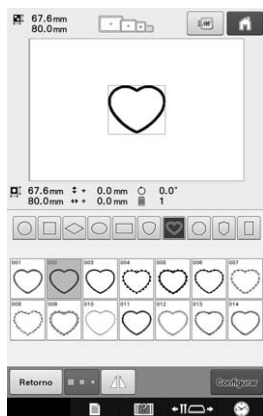 67.6mm
80.0mm
67.6mm + 0.0mm 0.0°
80.0mm + 0.0mm 1
001 002 003 004 005 006 007
008 009 010 011 012 013 014
Retorno Configurar